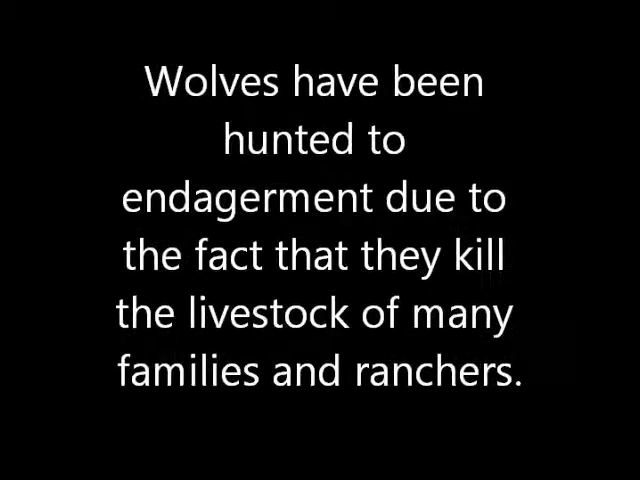 Wolves have been
hunted to
endagerment due to
the fact that they kill
the livestock of many
families and ranchers.